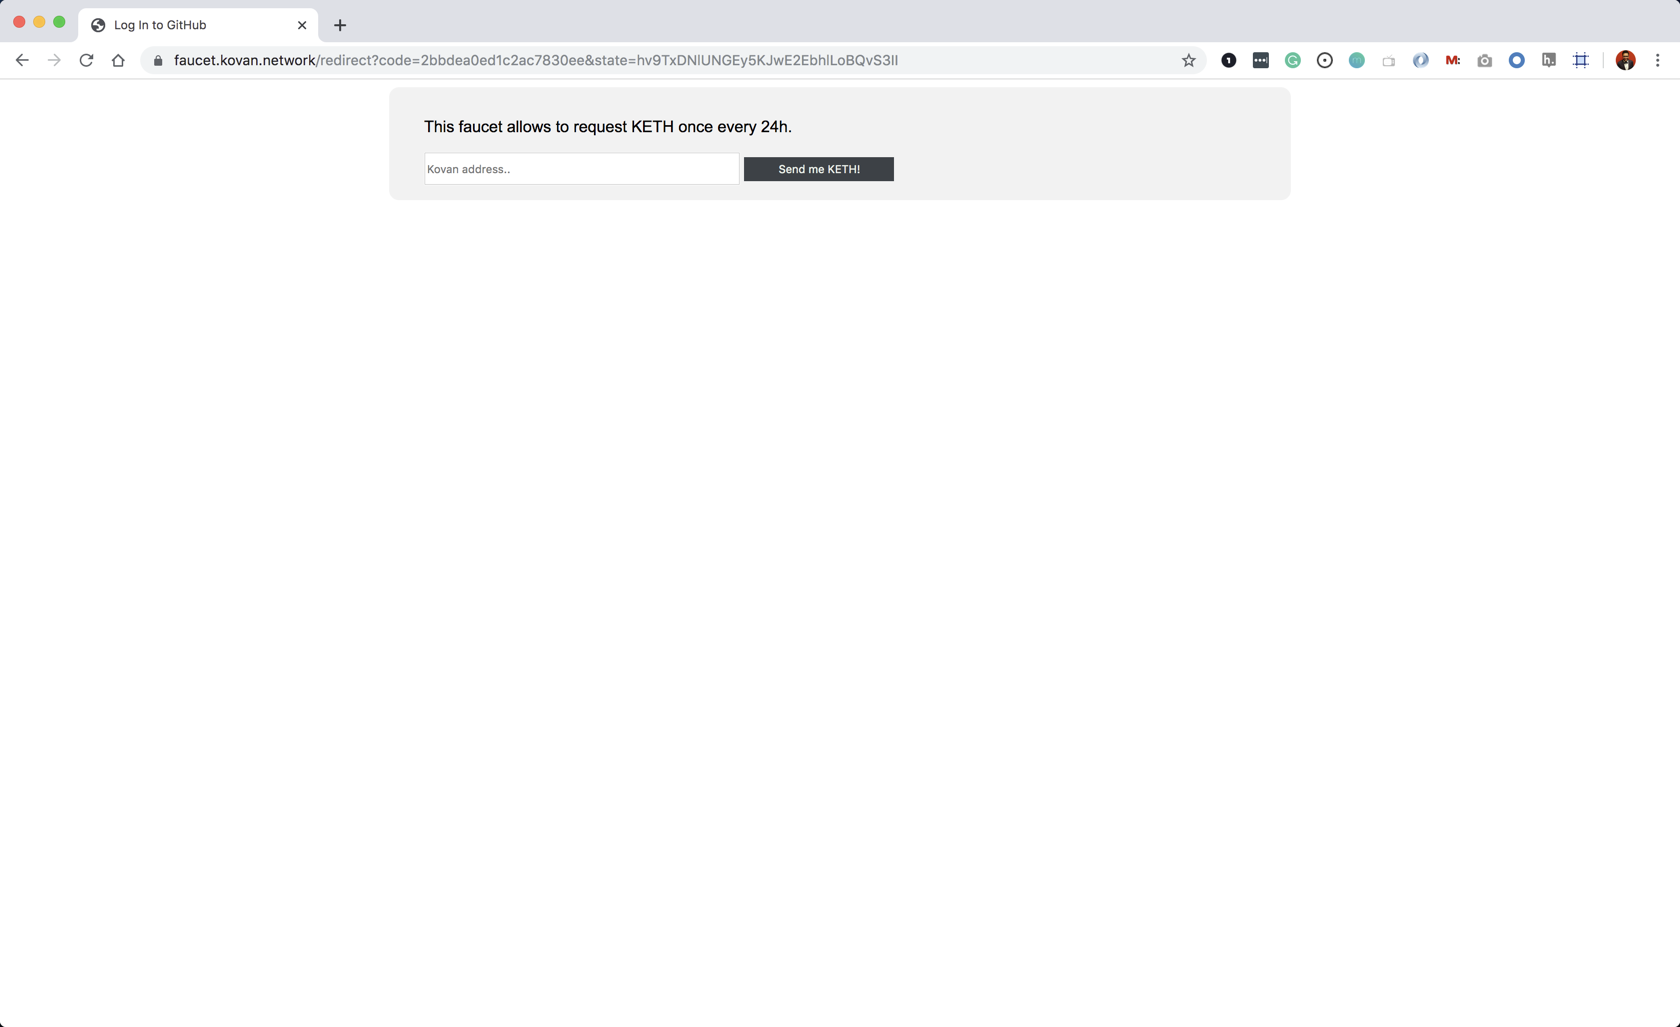 Log In to GitHub
faucet.kovan.network/redirect?code=2bbdea0ed1c2ac7830ee&state=hv9TxDNlUNGEy5KJwE2EbhlLoBQvS3Il
1
G
m
M:
h.
This faucet allows to request KETH once every 24h.
Kovan address..
Send me KETH!